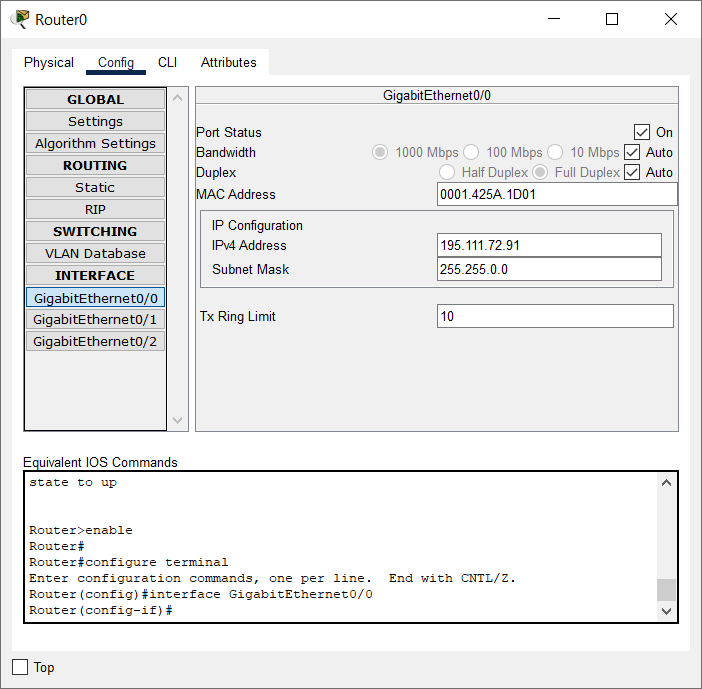 Router0
Physical Config CLI Attributes
GLOBAL
Settings
Algorithm Settings
ROUTING
Static
RIP
SWITCHING
VLAN Database
INTERFACE
GigabitEthernet0/0
GigabitEthernet0/1
GigabitEthernet0/2
GigabitEthernet0/0
Port Status On
Bandwidth 1000 Mbps 100 Mbps 10 Mbps Auto
Duplex Half Duplex Full Duplex Auto
MAC Address 0001.425A.1D01
IP Configuration
IPv4 Address 195.111.72.91
Subnet Mask 255.255.0.0
Tx Ring Limit 10
Equivalent IOS Commands
state to up
Router>enable
Router#
Router#configure terminal
Enter configuration commands, one per line.  End with CNTL/Z.
Router(config)#interface GigabitEthernet0/0
Router(config-if)#
Top